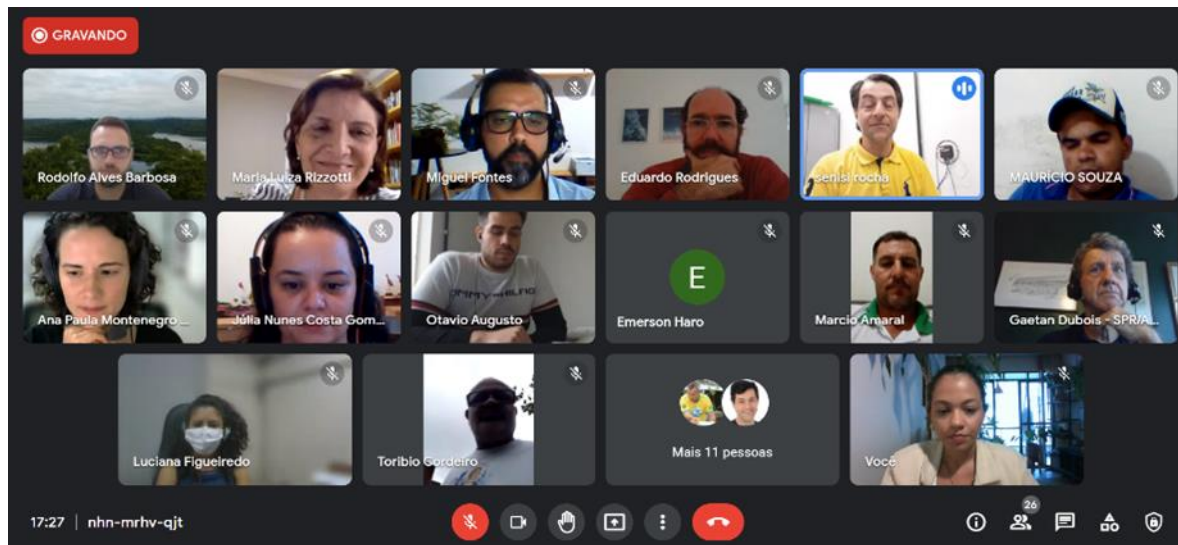 GRAVANDO
Rodolfo Alves Barbosa
Maria Luiza Rizzotti
Miguel Fontes
Eduardo Rodrigues
senisi rocha
MAURICIO SOUZA
Ana Paula Montenegro ...
Júlia Nunes Costa Gom...
Otavio Augusto
E
Emerson Haro
Marcio Amaral
Gaetan Dubois - SPR/A...
Luciana Figueiredo
Toribio Cordeiro
Mais 11 pessoas
Você
17:27 | nhn-mrhv-qjt
26